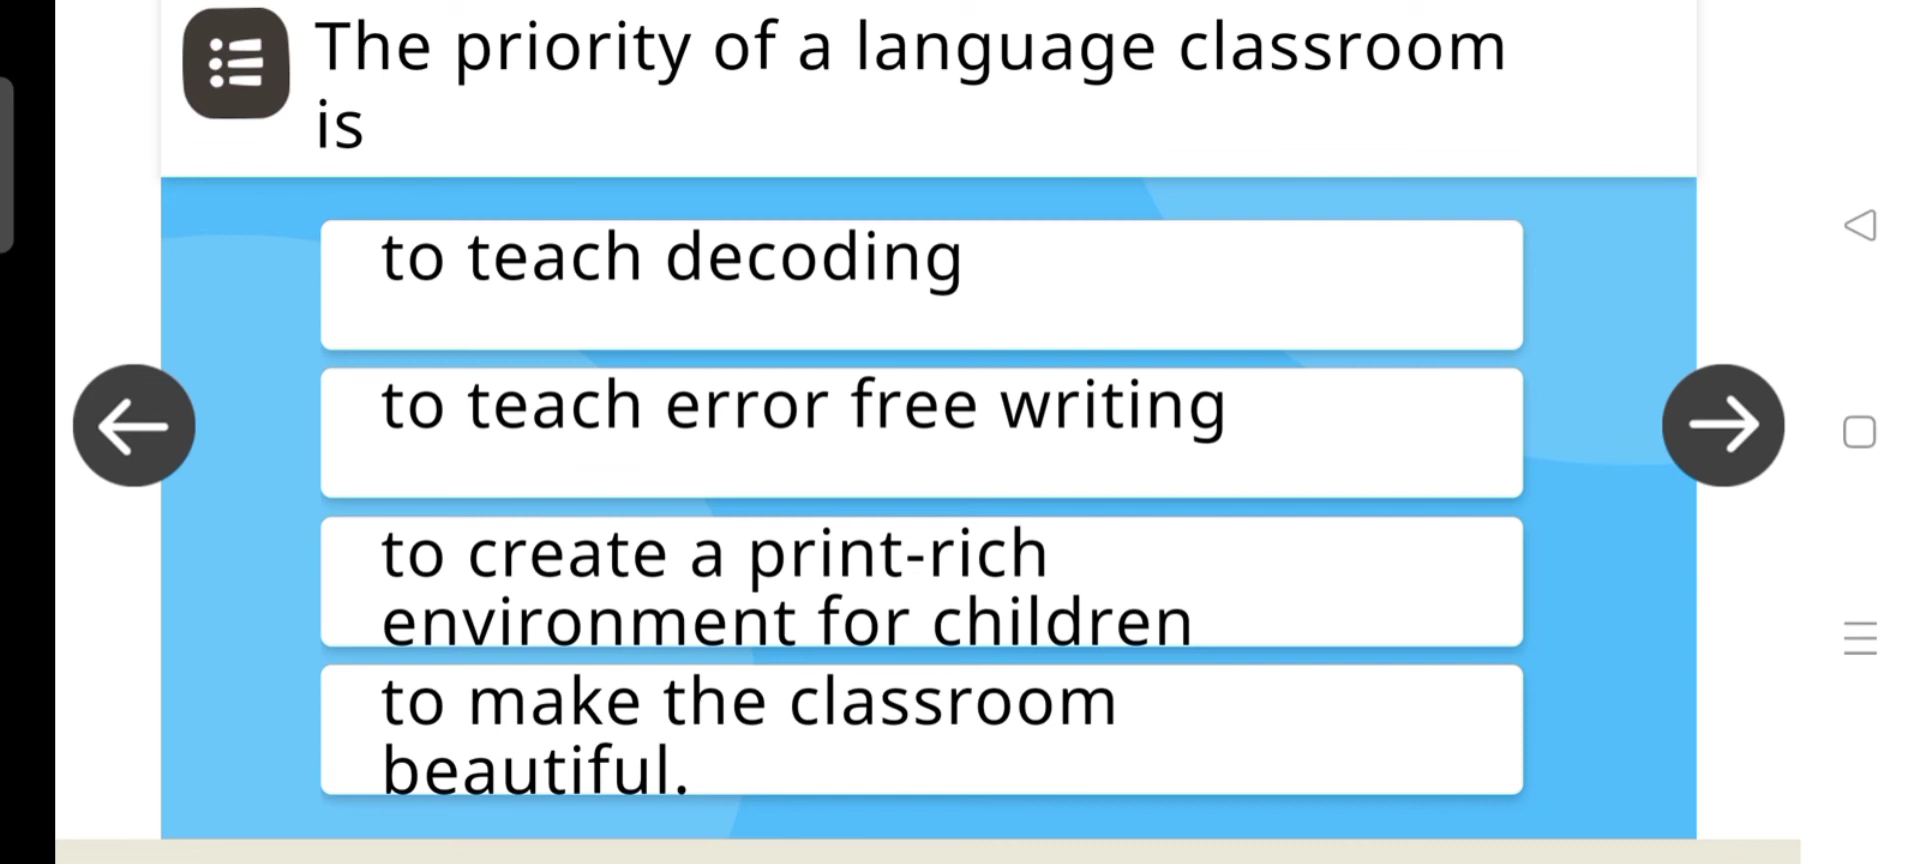 The priority of a language classroom
is
to teach decoding
to teach error free writing
to create a print-rich
environment for children
to make the classroom
beautiful.